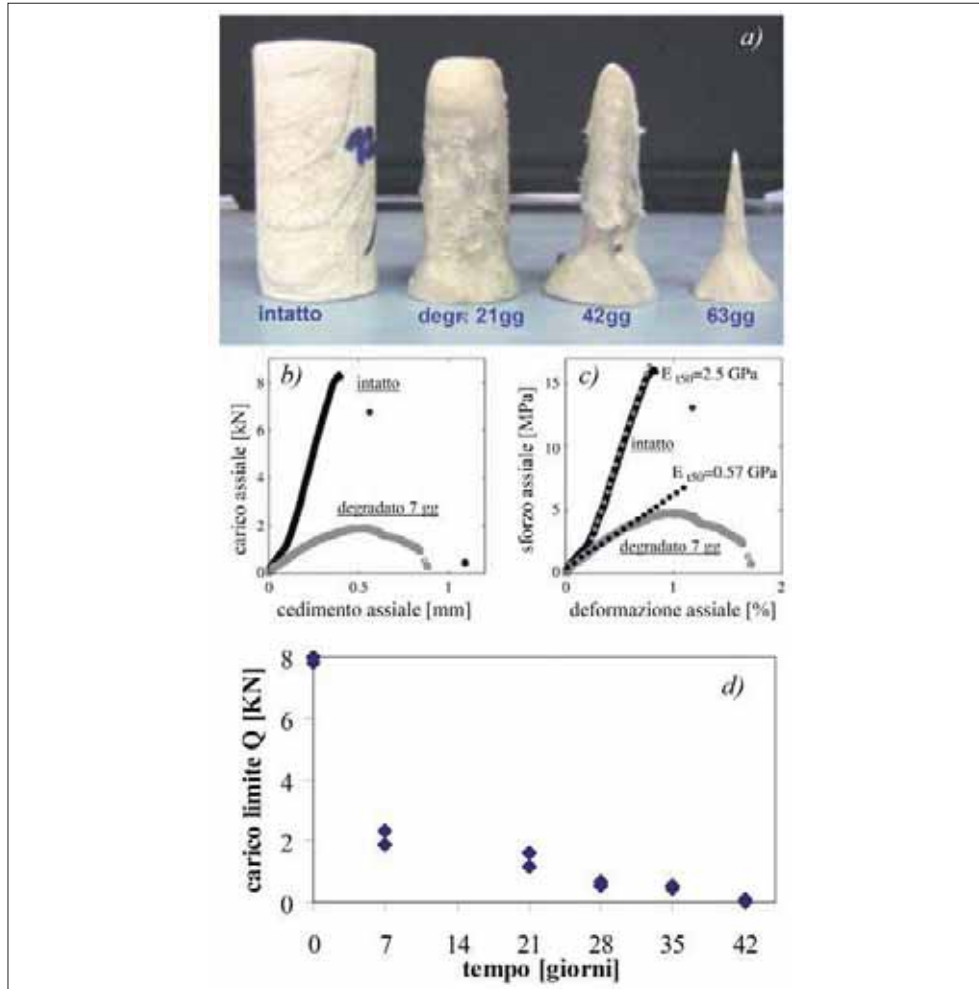 a)
intatto
degr: 21gg
42gg
63gg
b)
intatto
degradato 7 gg
carico assiale [kN]
8
6
4
2
0
0
0.5
1
cedimento assiale [mm]
c)
E t50=2.5 GPa
intatto
E t50=0.57 GPa
degradato 7 gg
sforzo assiale [MPa]
15
10
5
0
0
1
2
deformazione assiale [%]
d)
carico limite Q [KN]
8
6
4
2
0
0
7
14
21
28
35
42
tempo [giorni]